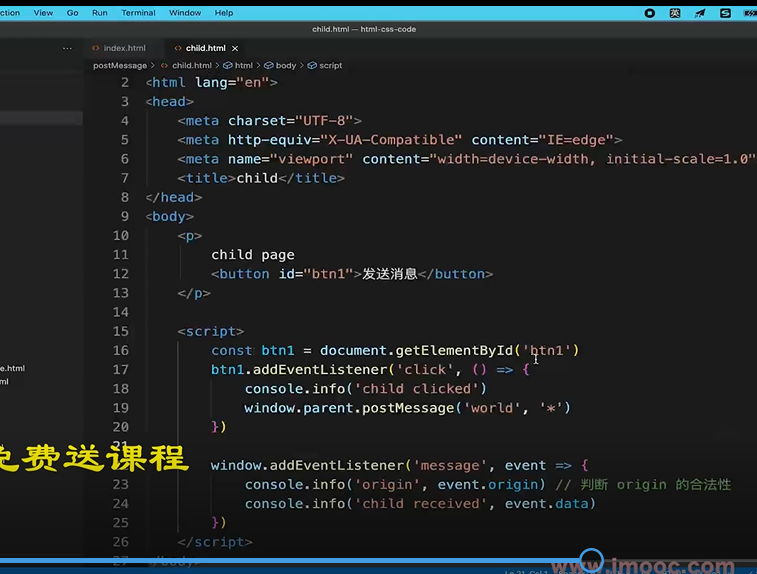 ction View Go Run Terminal Window Help 英
child.html — html-css-code
··· <> index.html <> child.html ×
postMessage > <> child.html > html > body > script
2 <html lang="en">
3 <head>
4 <meta charset="UTF-8">
5 <meta http-equiv="X-UA-Compatible" content="IE=edge">
6 <meta name="viewport" content="width=device-width, initial-scale=1.0"
7 <title>child</title>
8 </head>
9 <body>
10 <p>
11 child page
12 <button id="btn1">发送消息</button>
13 </p>
14
15 <script>
16 const btn1 = document.getElementById('btn1')
e.html
17 btn1.addEventListener('click', () => {
ml
18 console.info('child clicked')
19 window.parent.postMessage('world', '*')
20 })
21
免费送课程
window.addEventListener('message', event => {
23 console.info('origin', event.origin) // 判断 origin 的合法性
24 console.info('child received', event.data)
25 })
26 </script>
27 </body>
www.imooc.com